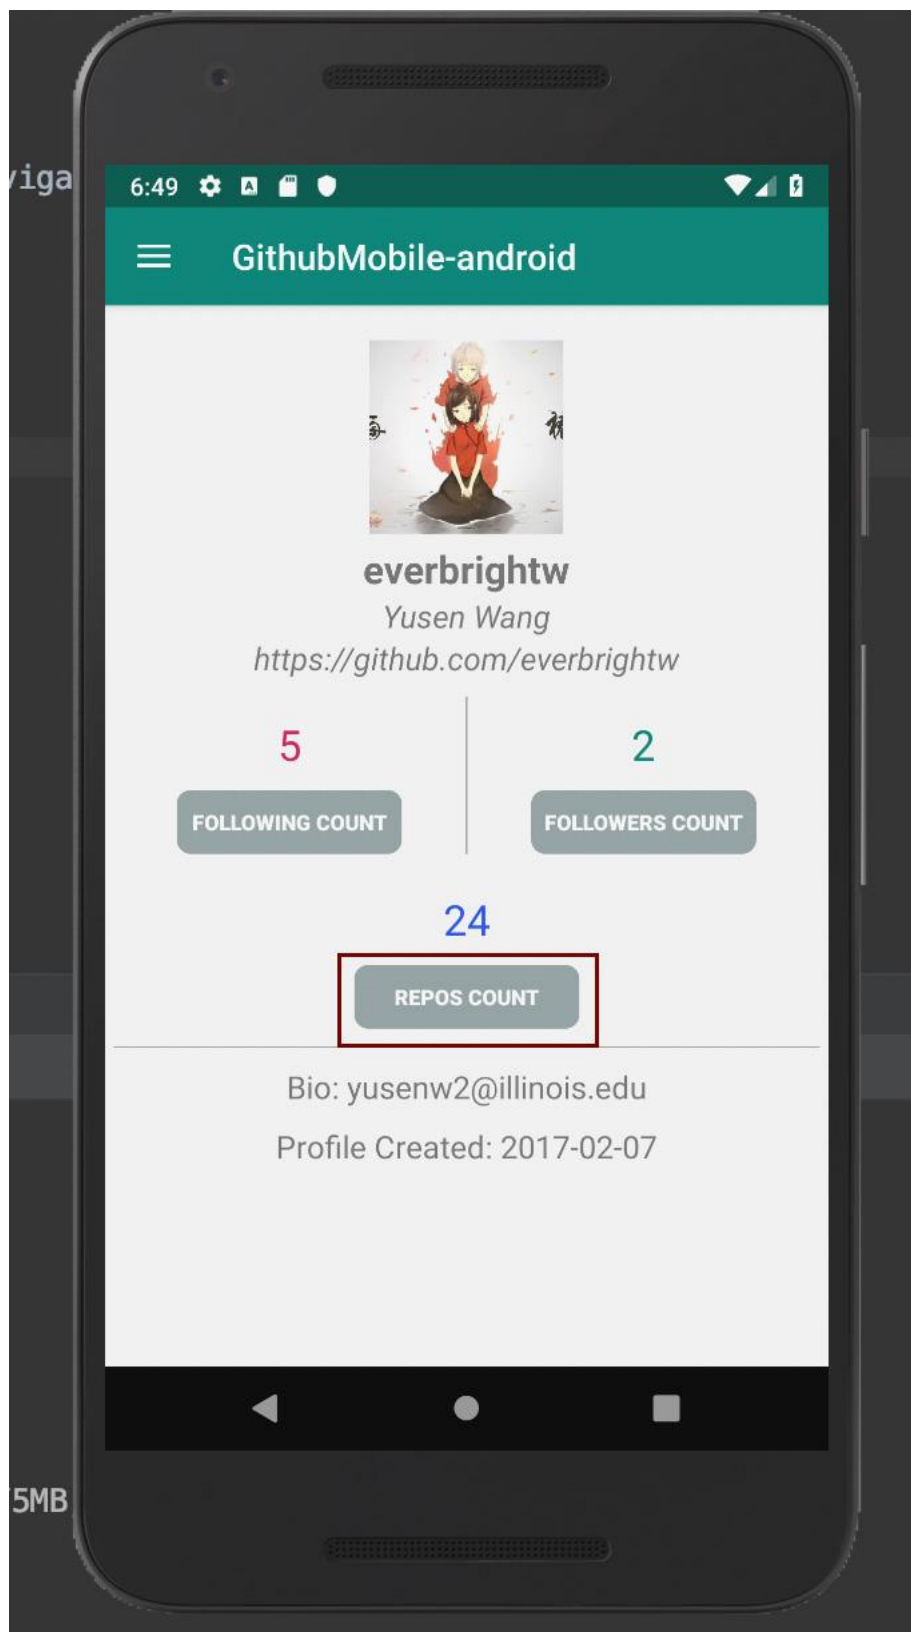 viga
6:49
GithubMobile-android
everbrightw
Yusen Wang
https://github.com/everbrightw
5
2
FOLLOWING COUNT
FOLLOWERS COUNT
24
REPOS COUNT
Bio: yusenw2@illinois.edu
Profile Created: 2017-02-07
5MB